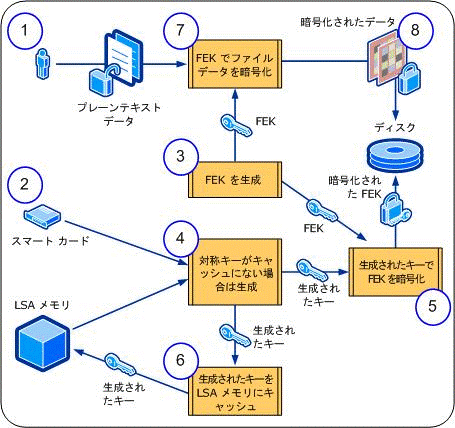 1
プレーンテキスト
データ
7
FEK でファイル
データを暗号化
暗号化されたデータ
8
FEK
ディスク
3
FEK を生成
暗号化され
た FEK
2
スマート カード
FEK
4
対称キーがキャ
ッシュにない場
合は生成
生成され
たキー
生成されたキーで
FEK を暗号化
5
LSA メモリ
生成され
たキー
6
生成されたキーを
LSA メモリにキ
ャッシュ
生成され
たキー